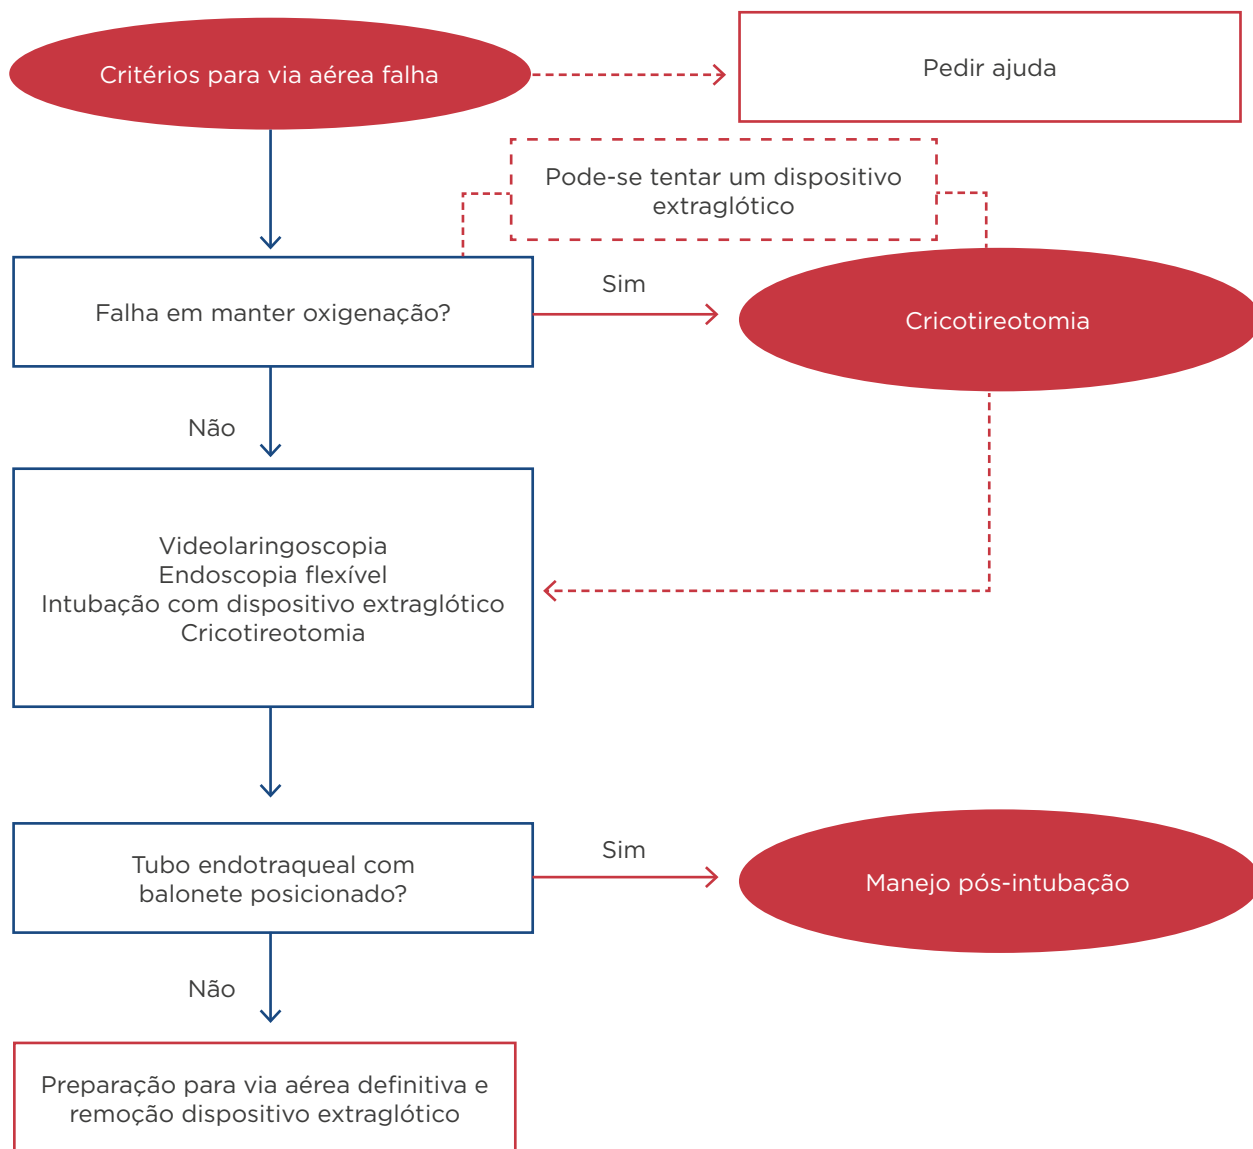 Critérios para via aérea falha
Pedir ajuda
Pode-se tentar um dispositivo
extraglótico
Falha em manter oxigenação?
Sim
Cricotireotomia
Não
Videolaringoscopia
Endoscopia flexível
Intubação com dispositivo extraglótico
Cricotireotomia
Tubo endotraqueal com
balonete posicionado?
Sim
Manejo pós-intubação
Não
Preparação para via aérea definitiva e
remoção dispositivo extraglótico